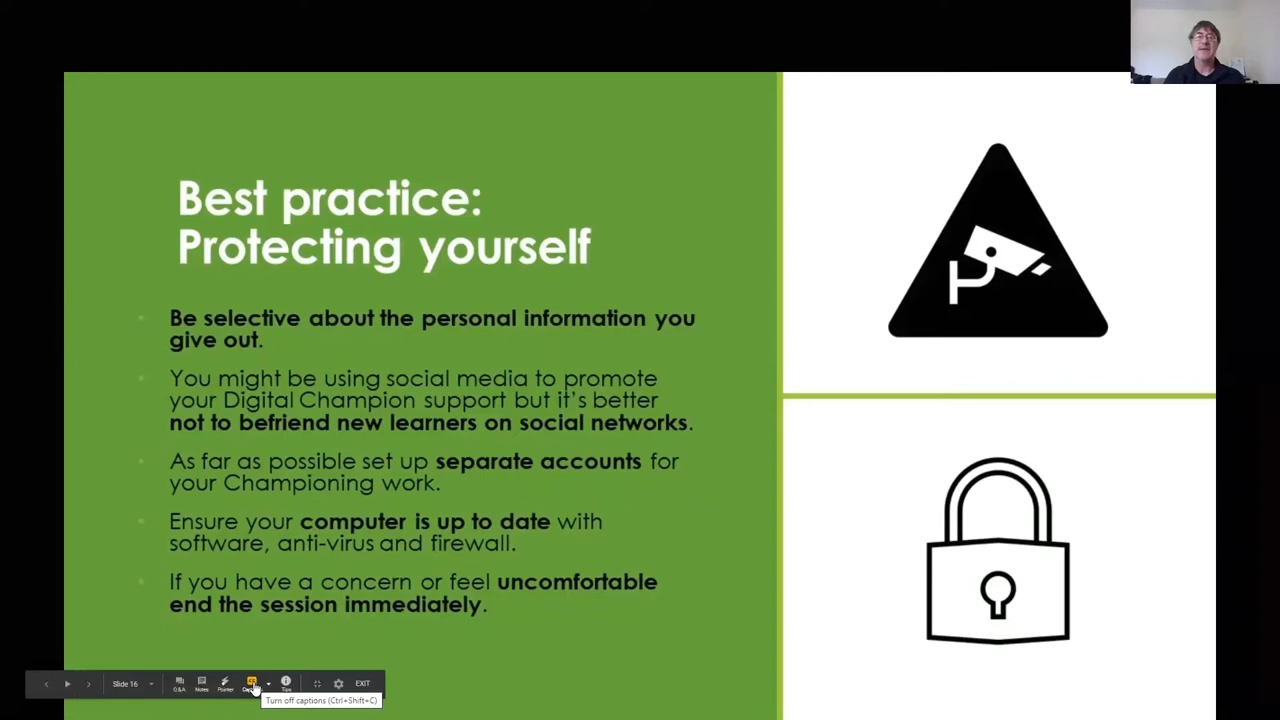 Best practice:
Protecting yourself
Be selective about the personal information you
give out.
You might be using social media to promote
your Digital Champion support but it's better
not to befriend new learners on social networks.
As far as possible set up separate accounts for
your Championing work.
Ensure your computer is up to date with
software, anti-virus and firewall.
If you have a concern or feel uncomfortable
end the session immediately.
Slide 16
Q&A Notes Pointer Tips
EXIT
Turn off captions (Ctrl+Shift+C)